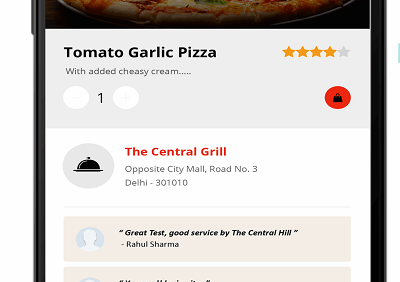 Tomato Garlic Pizza
With added cheasy cream.....
1
The Central Grill
Opposite City Mall, Road No. 3
Delhi - 301010
“ Great Test, good service by The Central Hill ”
- Rahul Sharma